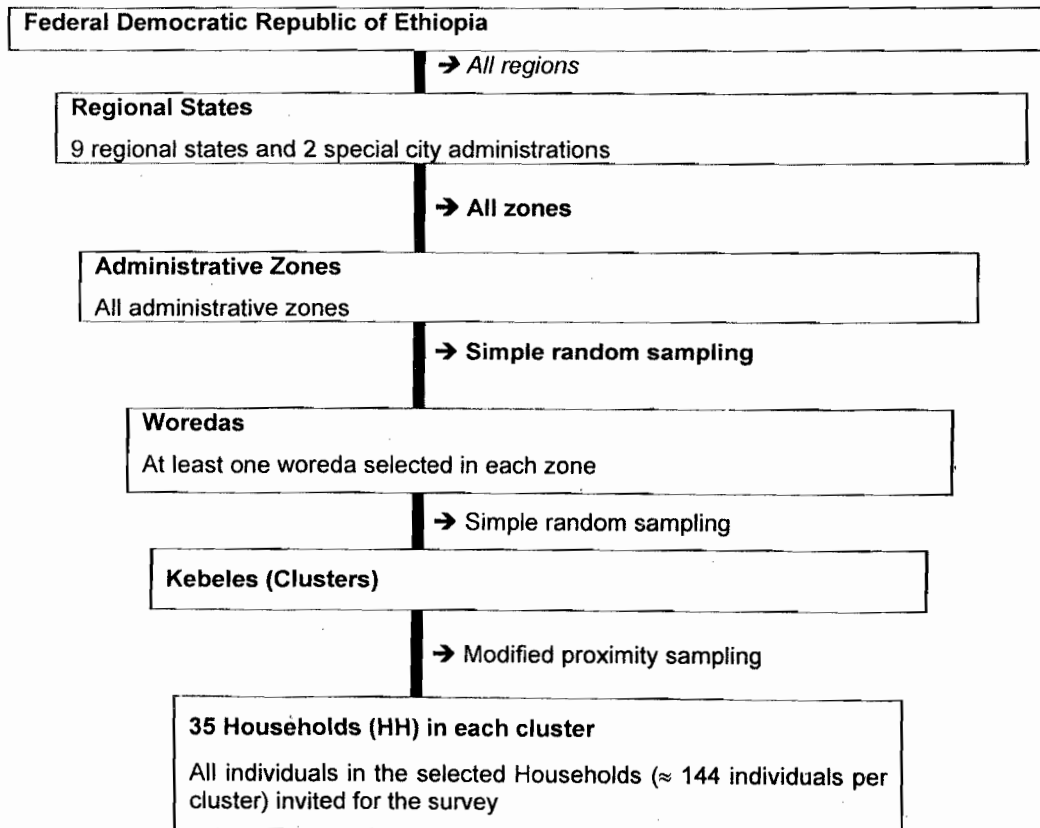 Federal Democratic Republic of Ethiopia
➔ All regions
Regional States
9 regional states and 2 special city administrations
➔ All zones
Administrative Zones
All administrative zones
➔ Simple random sampling
Woredas
At least one woreda selected in each zone
➔ Simple random sampling
Kebeles (Clusters)
➔ Modified proximity sampling
35 Households (HH) in each cluster
All individuals in the selected Households (≈ 144 individuals per
cluster) invited for the survey